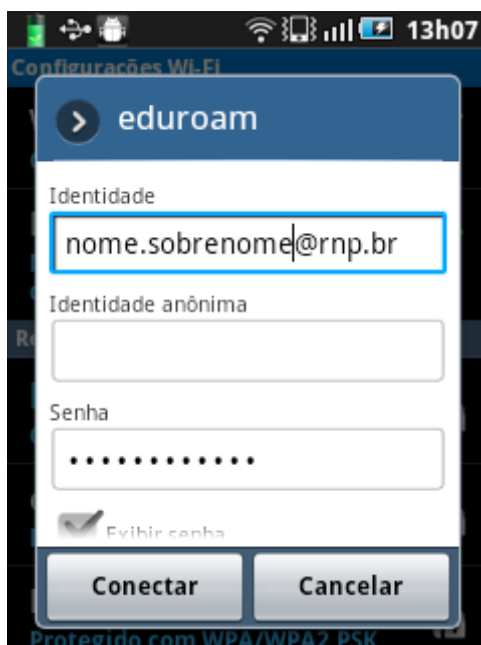 13h07
Configurações Wi-Fi
eduroam
Identidade
nome.sobrenome@rnp.br
Identidade anônima
Senha
••••••••••••
Exibir senha
Conectar
Cancelar
Protegido com WPA/WPA2 PSK